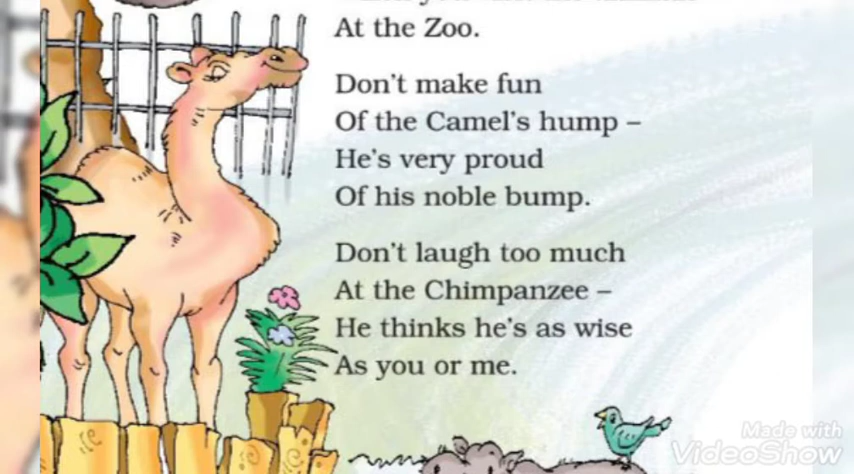 At the Zoo.
Don't make fun
Of the Camel's hump –
He's very proud
Of his noble bump.
Don't laugh too much
At the Chimpanzee –
He thinks he's as wise
As you or me.
Made with
VideoShow